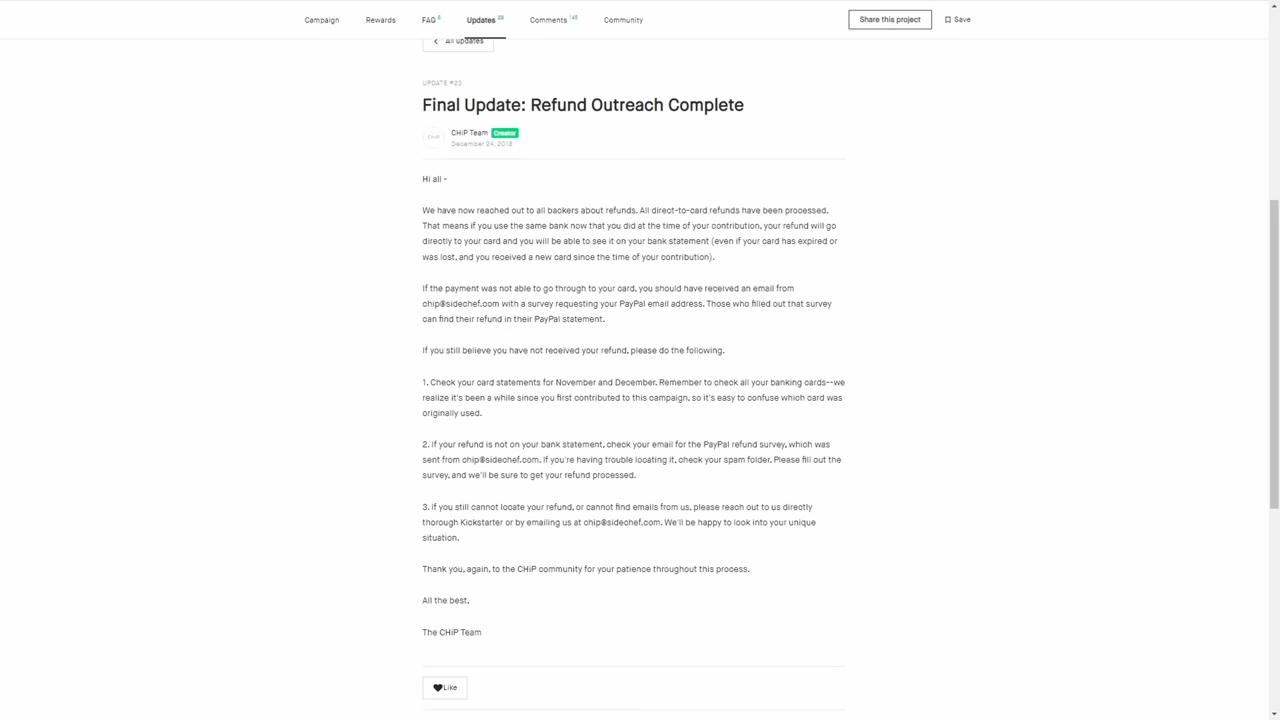 Campaign Rewards FAQ Updates 23 Comments Community Share this project Save
All updates
UPDATE #23
Final Update: Refund Outreach Complete
CHiP
CHiP Team Creator
December 24, 2018
Hi all -
We have now reached out to all backers about refunds. All direct-to-card refunds have been processed.
That means if you use the same bank now that you did at the time of your contribution, your refund will go
directly to your card and you will be able to see it on your bank statement (even if your card has expired or
was lost, and you received a new card since the time of your contribution).
If the payment was not able to go through to your card, you should have received an email from
chip@sidechef.com with a survey requesting your PayPal email address. Those who filled out that survey
can find their refund in their PayPal statement.
If you still believe you have not received your refund, please do the following.
1. Check your card statements for November and December. Remember to check all your banking cards--we
realize it's been a while since you first contributed to this campaign, so it's easy to confuse which card was
originally used.
2. If your refund is not on your bank statement, check your email for the PayPal refund survey, which was
sent from chip@sidechef.com. If you're having trouble locating it, check your spam folder. Please fill out the
survey, and we'll be sure to get your refund processed.
3. If you still cannot locate your refund, or cannot find emails from us, please reach out to us directly
thorough Kickstarter or by emailing us at chip@sidechef.com. We'll be happy to look into your unique
situation.
Thank you, again, to the CHiP community for your patience throughout this process.
All the best,
The CHiP Team
Like